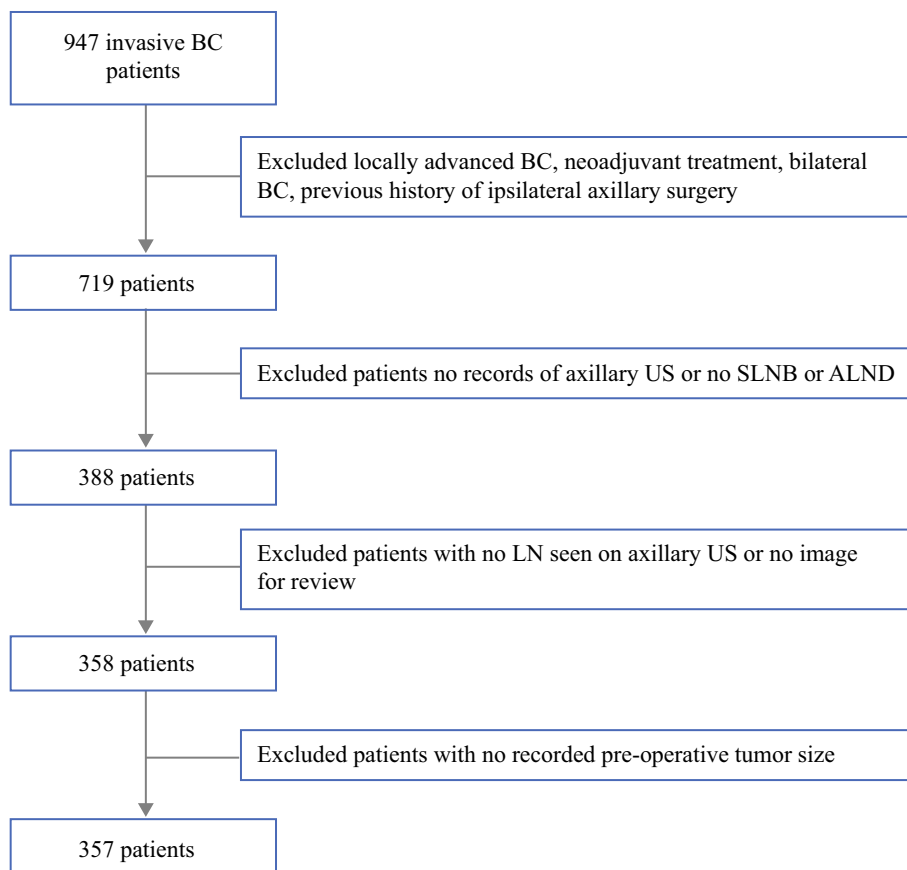 947 invasive BC
patients
Excluded locally advanced BC, neoadjuvant treatment, bilateral
BC, previous history of ipsilateral axillary surgery
719 patients
Excluded patients no records of axillary US or no SLNB or ALND
388 patients
Excluded patients with no LN seen on axillary US or no image
for review
358 patients
Excluded patients with no recorded pre-operative tumor size
357 patients